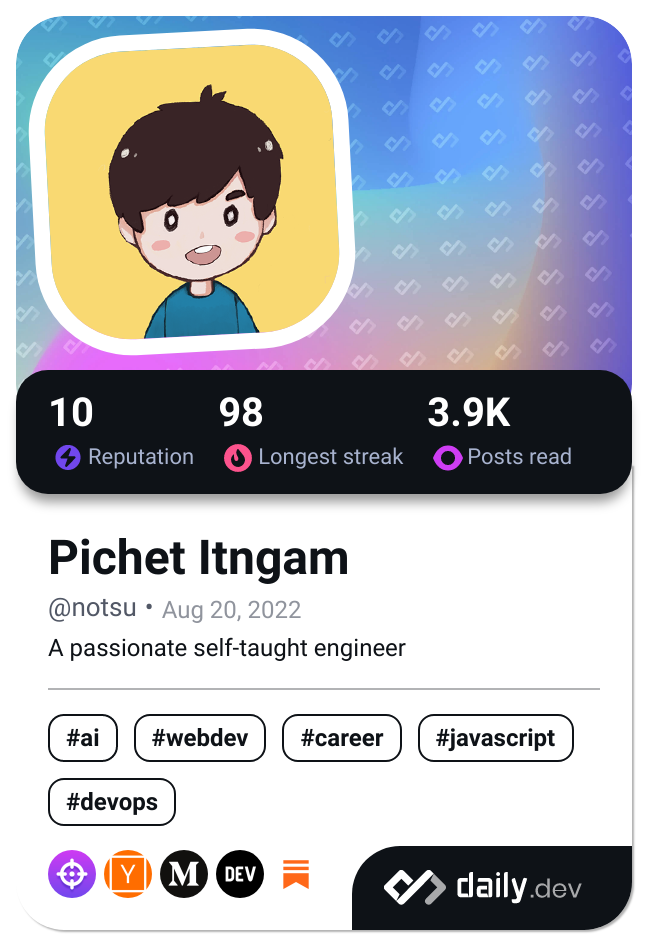 10 98 3.9K
Reputation Longest streak Posts read
Pichet Itngam
@notsu • Aug 20, 2022
A passionate self-taught engineer
#ai #webdev #career #javascript
#devops
Y M DEV daily.dev